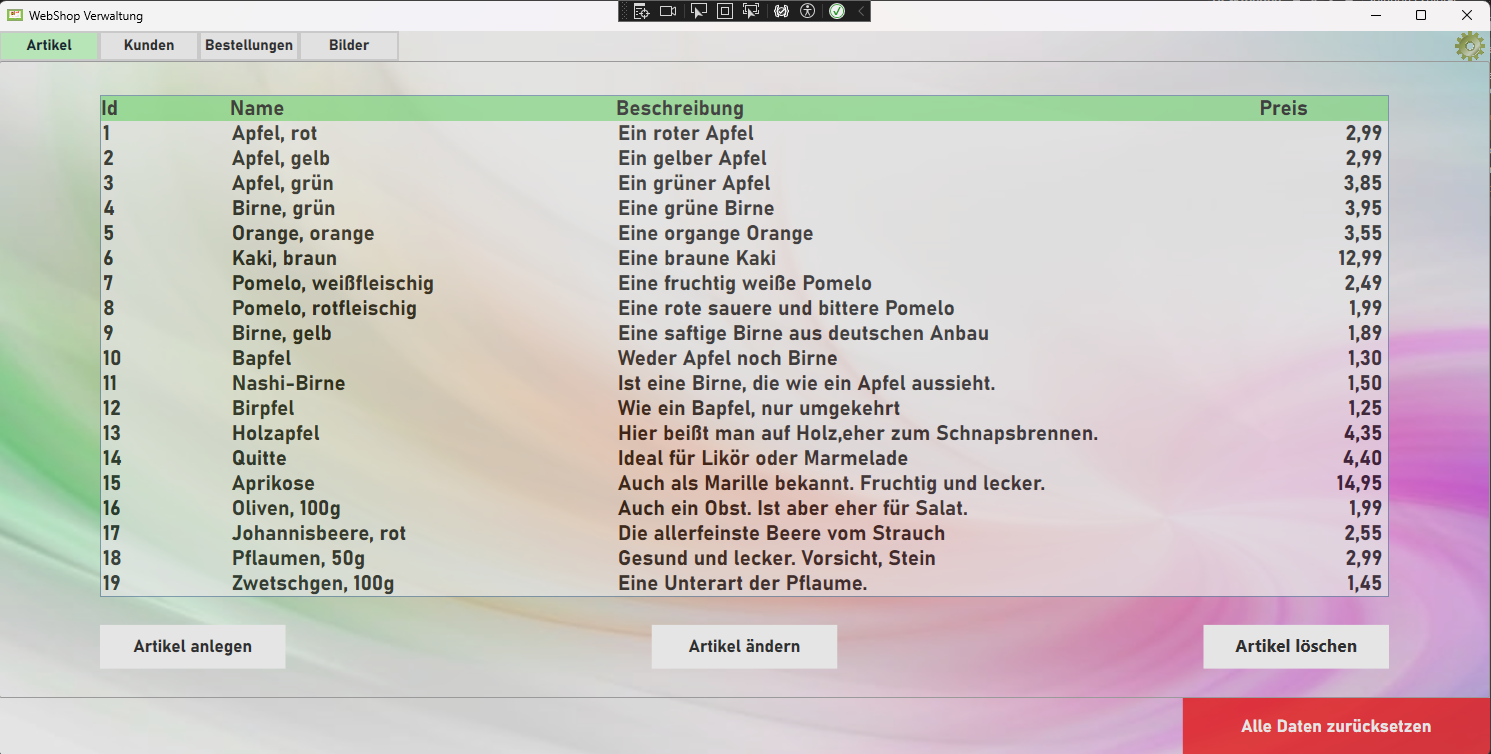 WebShop Verwaltung
Artikel Kunden Bestellungen Bilder
Id Name Beschreibung Preis
1 Apfel, rot Ein roter Apfel 2,99
2 Apfel, gelb Ein gelber Apfel 2,99
3 Apfel, grün Ein grüner Apfel 3,85
4 Birne, grün Eine grüne Birne 3,95
5 Orange, orange Eine organge Orange 3,55
6 Kaki, braun Eine braune Kaki 12,99
7 Pomelo, weißfleischig Eine fruchtig weiße Pomelo 2,49
8 Pomelo, rotfleischig Eine rote sauere und bittere Pomelo 1,99
9 Birne, gelb Eine saftige Birne aus deutschen Anbau 1,89
10 Bapfel Weder Apfel noch Birne 1,30
11 Nashi-Birne Ist eine Birne, die wie ein Apfel aussieht. 1,50
12 Birpfel Wie ein Bapfel, nur umgekehrt 1,25
13 Holzapfel Hier beißt man auf Holz,eher zum Schnapsbrennen. 4,35
14 Quitte Ideal für Likör oder Marmelade 4,40
15 Aprikose Auch als Marille bekannt. Fruchtig und lecker. 14,95
16 Oliven, 100g Auch ein Obst. Ist aber eher für Salat. 1,99
17 Johannisbeere, rot Die allerfeinste Beere vom Strauch 2,55
18 Pflaumen, 50g Gesund und lecker. Vorsicht, Stein 2,99
19 Zwetschgen, 100g Eine Unterart der Pflaume. 1,45
Artikel anlegen Artikel ändern Artikel löschen
Alle Daten zurücksetzen